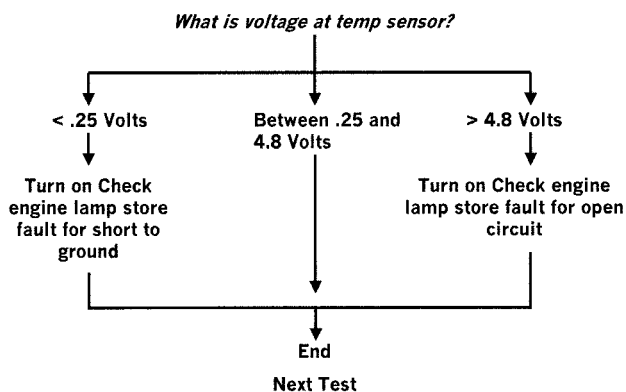 What is voltage at temp sensor?
< .25 Volts
Between .25 and
4.8 Volts
> 4.8 Volts
Turn on Check
engine lamp store
fault for short to
ground
Turn on Check engine
lamp store fault for open
circuit
End
Next Test